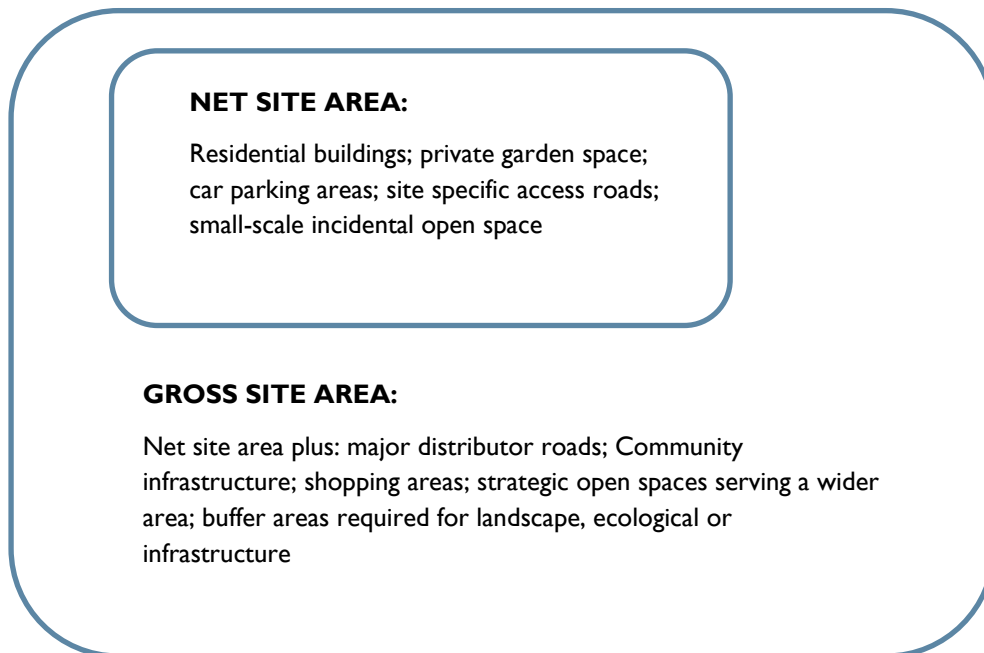 NET SITE AREA:
Residential buildings; private garden space;
car parking areas; site specific access roads;
small-scale incidental open space
GROSS SITE AREA:
Net site area plus: major distributor roads; Community
infrastructure; shopping areas; strategic open spaces serving a wider
area; buffer areas required for landscape, ecological or
infrastructure